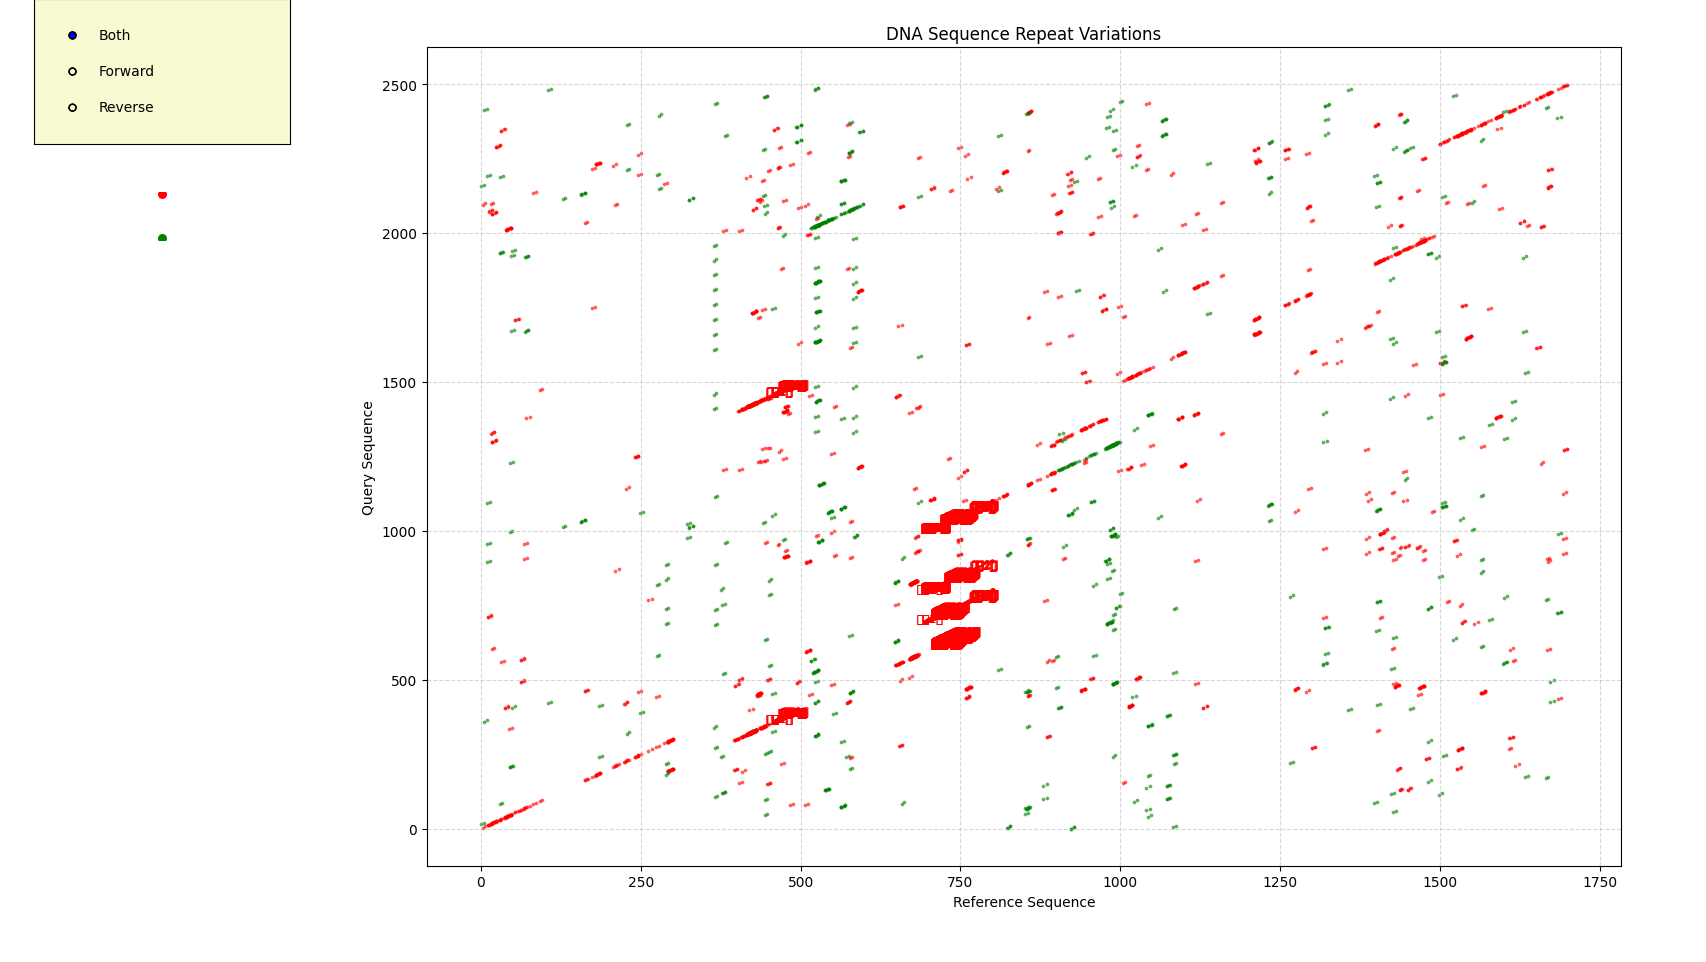 Both
Forward
Reverse
DNA Sequence Repeat Variations
Query Sequence
2500
2000
1500
1000
500
0
0
250
500
750
1000
1250
1500
1750
Reference Sequence